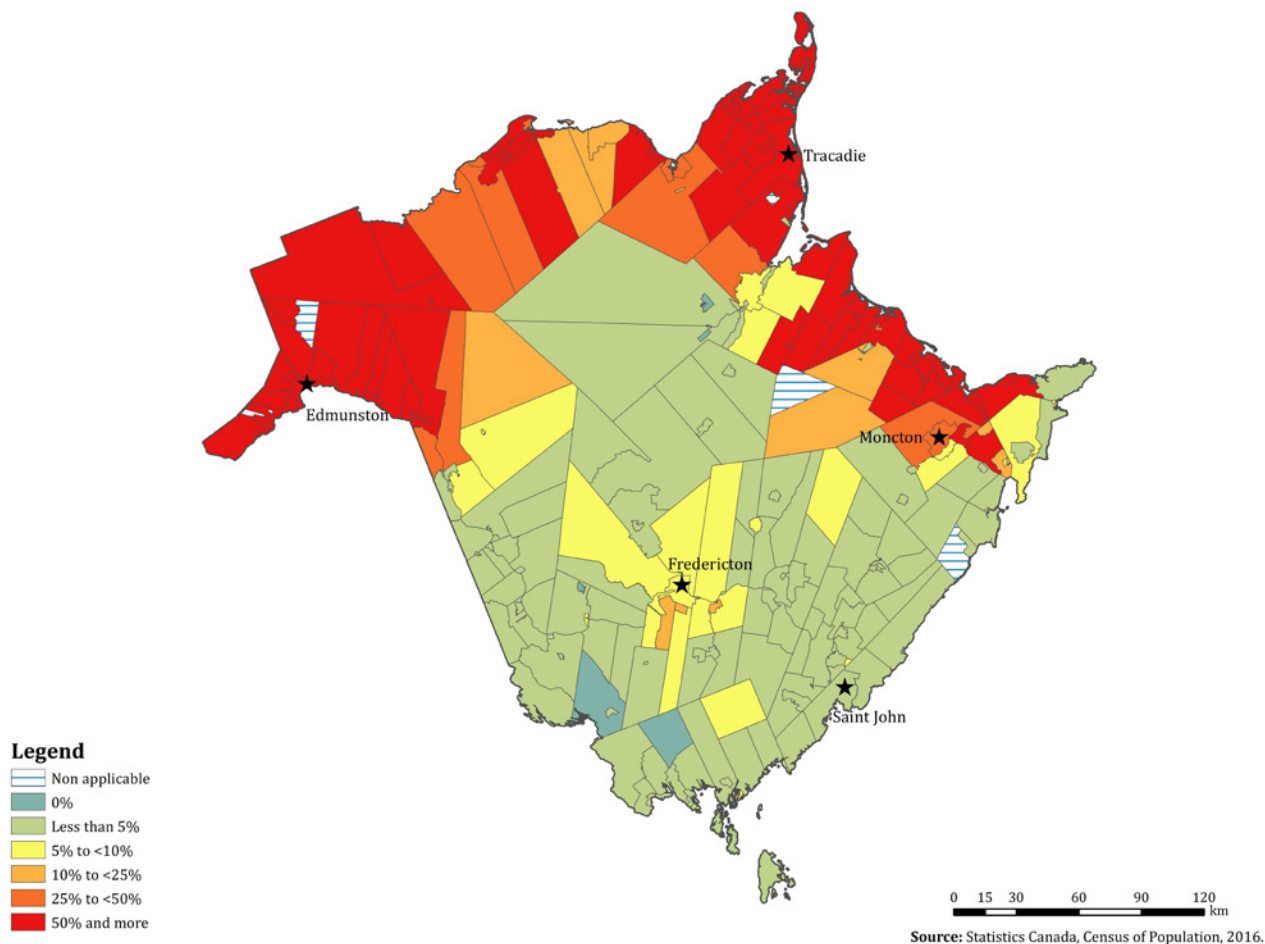 Tracadie
Edmunston
Moncton
Fredericton
Saint John
Legend
Non applicable
0%
Less than 5%
5% to <10%
10% to <25%
25% to <50%
50% and more
0 15 30 60 90 120
km
Source: Statistics Canada, Census of Population, 2016.